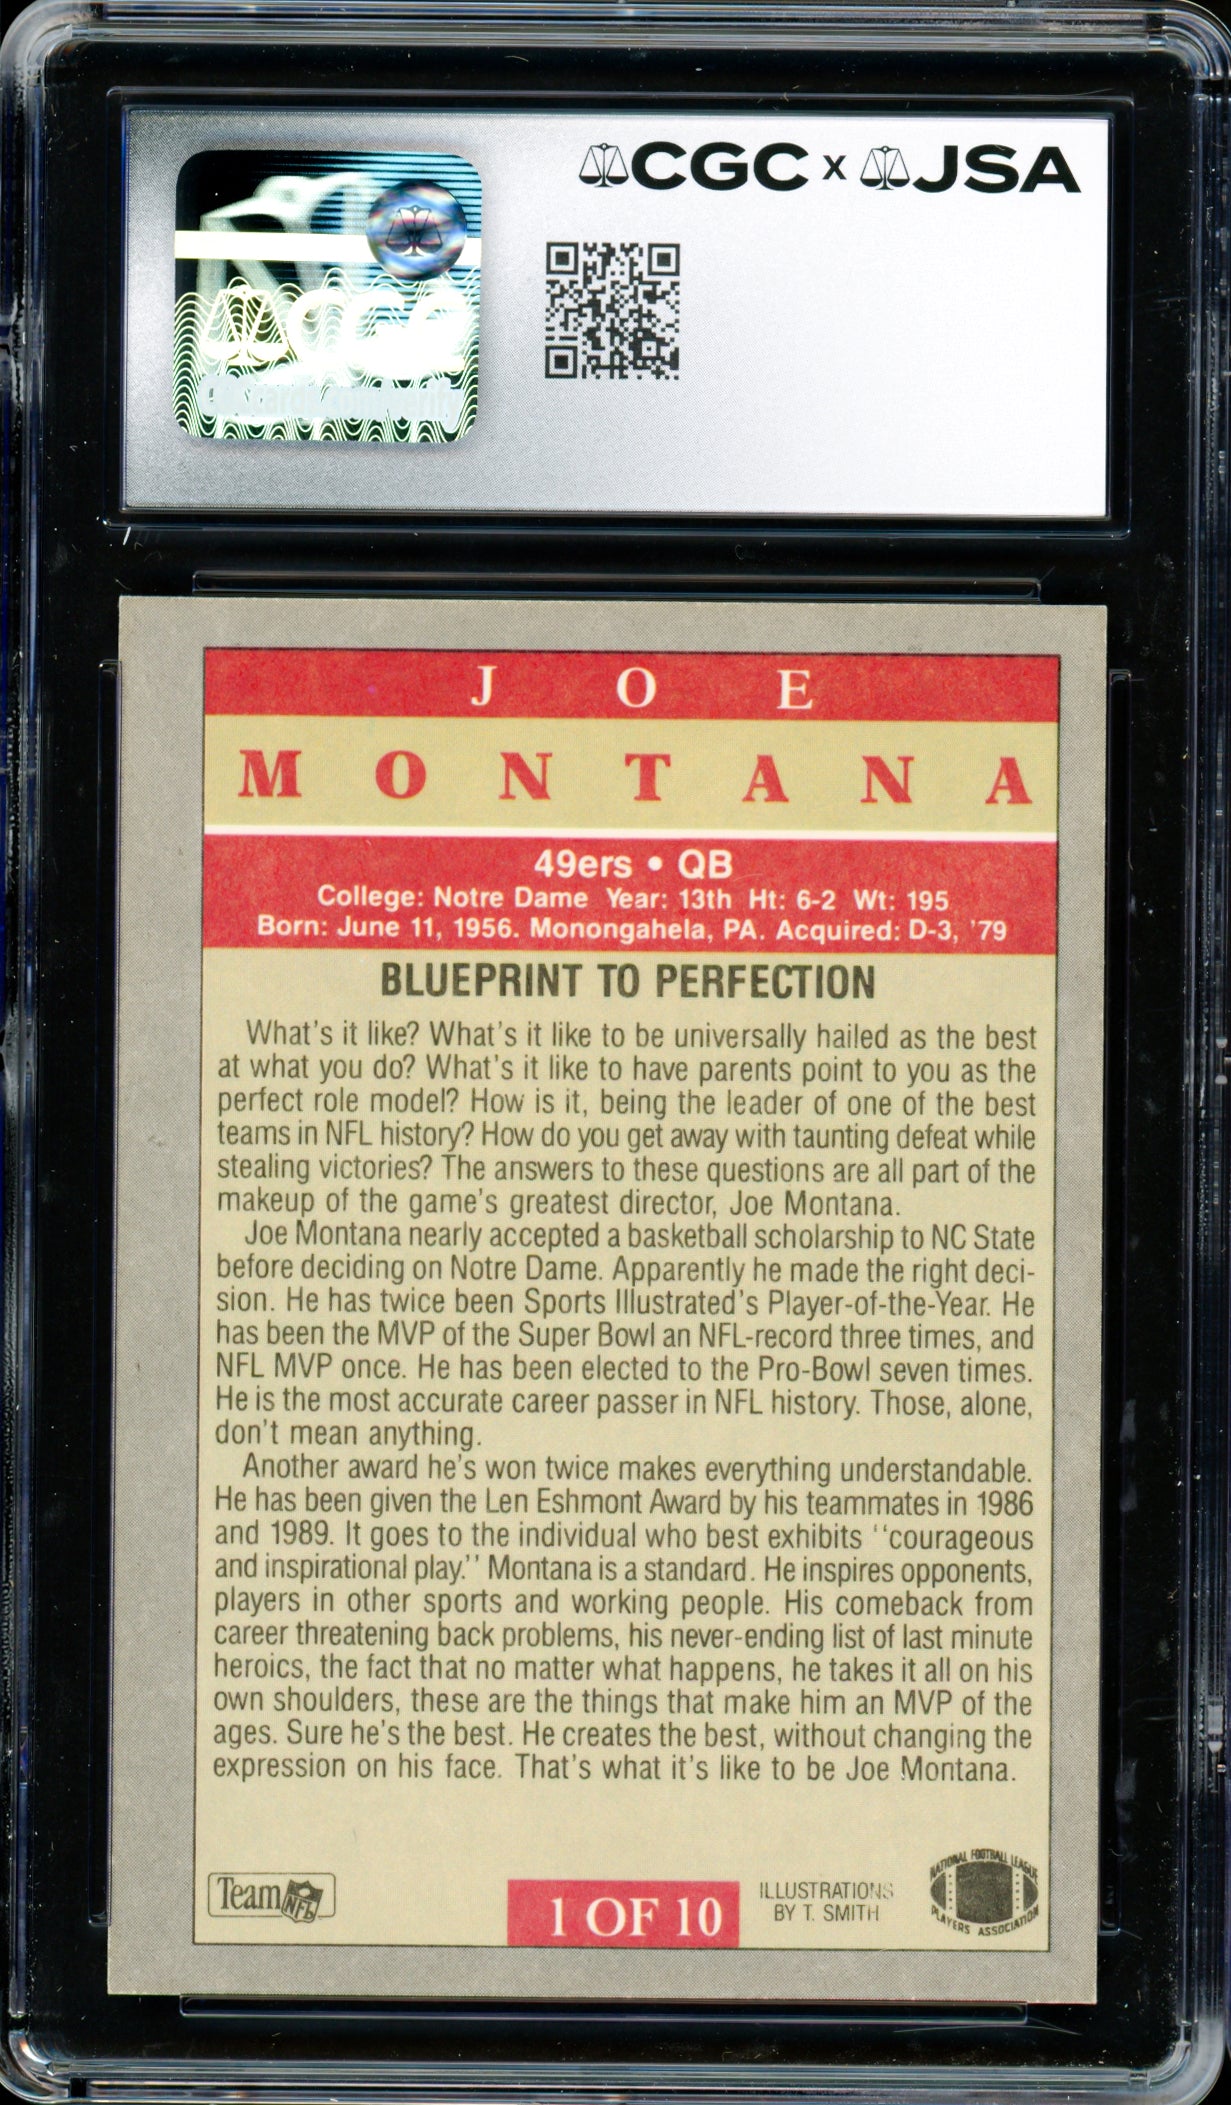 CGC x JSA
CGC
JOE
MONTANA
49ers • QB
College: Notre Dame Year: 13th Ht: 6-2 Wt: 195
Born: June 11, 1956. Monongahela, PA. Acquired: D-3, '79
BLUEPRINT TO PERFECTION
What's it like? What's it like to be universally hailed as the best
at what you do? What's it like to have parents point to you as the
perfect role model? How is it, being the leader of one of the best
teams in NFL history? How do you get away with taunting defeat while
stealing victories? The answers to these questions are all part of the
makeup of the game's greatest director, Joe Montana.
Joe Montana nearly accepted a basketball scholarship to NC State
before deciding on Notre Dame. Apparently he made the right deci-
sion. He has twice been Sports Illustrated's Player-of-the-Year. He
has been the MVP of the Super Bowl an NFL-record three times, and
NFL MVP once. He has been elected to the Pro-Bowl seven times.
He is the most accurate career passer in NFL history. Those, alone,
don't mean anything.
Another award he's won twice makes everything understandable.
He has been given the Len Eshmont Award by his teammates in 1986
and 1989. It goes to the individual who best exhibits ''courageous
and inspirational play.'' Montana is a standard. He inspires opponents,
players in other sports and working people. His comeback from
career threatening back problems, his never-ending list of last minute
heroics, the fact that no matter what happens, he takes it all on his
own shoulders, these are the things that make him an MVP of the
ages. Sure he's the best. He creates the best, without changing the
expression on his face. That's what it's like to be Joe Montana.
Team NFL
1 OF 10
ILLUSTRATIONS
BY T. SMITH
NATIONAL FOOTBALL LEAGUE
PLAYERS ASSOCIATION